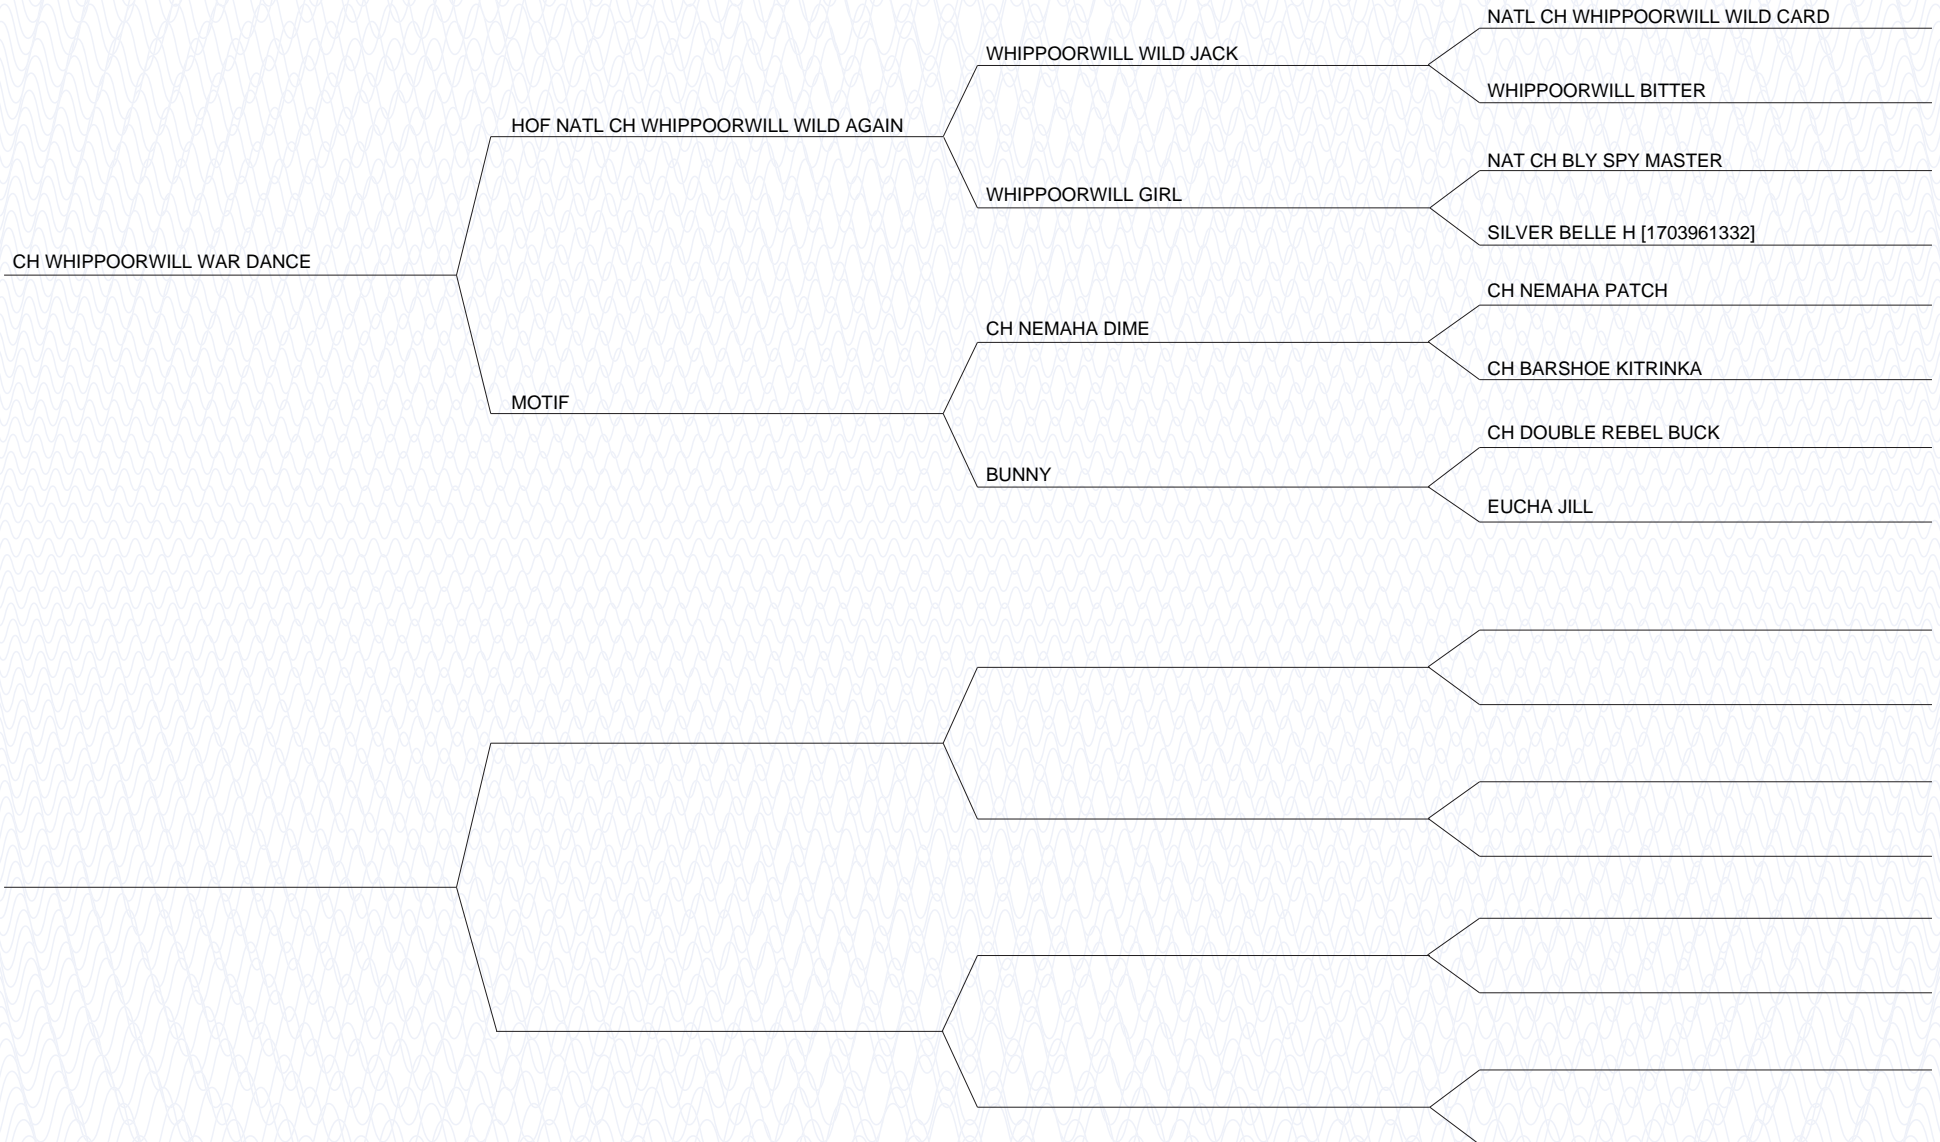 NATL CH WHIPPOORWILL WILD CARD
WHIPPOORWILL WILD JACK
WHIPPOORWILL BITTER
HOF NATL CH WHIPPOORWILL WILD AGAIN
NAT CH BLY SPY MASTER
WHIPPOORWILL GIRL
SILVER BELLE H [1703961332]
CH WHIPPOORWILL WAR DANCE
CH NEMAHA PATCH
CH NEMAHA DIME
CH BARSHOE KITRINKA
MOTIF
CH DOUBLE REBEL BUCK
BUNNY
EUCHA JILL